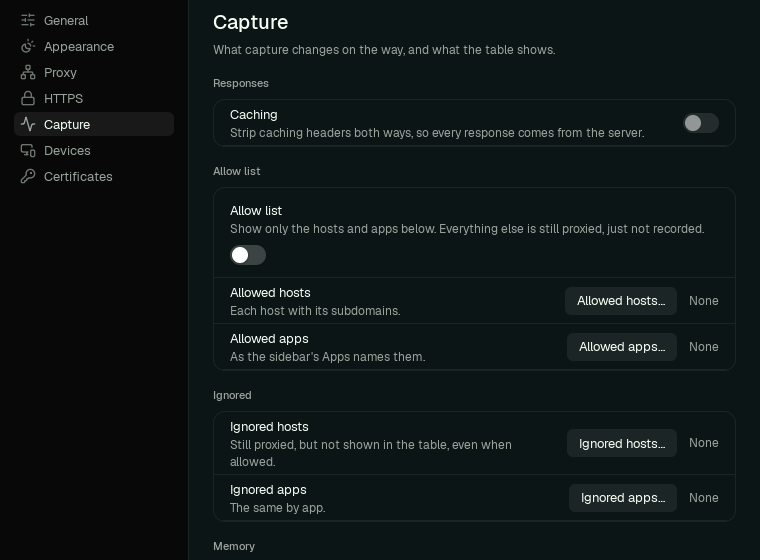 General
Appearance
Proxy
HTTPS
Capture
Devices
Certificates
Capture
What capture changes on the way, and what the table shows.
Responses
Caching
Strip caching headers both ways, so every response comes from the server.
Allow list
Allow list
Show only the hosts and apps below. Everything else is still proxied, just not recorded.
Allowed hosts
Each host with its subdomains.
Allowed hosts... None
Allowed apps
As the sidebar's Apps names them.
Allowed apps... None
Ignored
Ignored hosts
Still proxied, but not shown in the table, even when
allowed.
Ignored hosts... None
Ignored apps
The same by app.
Ignored apps... None
Memory